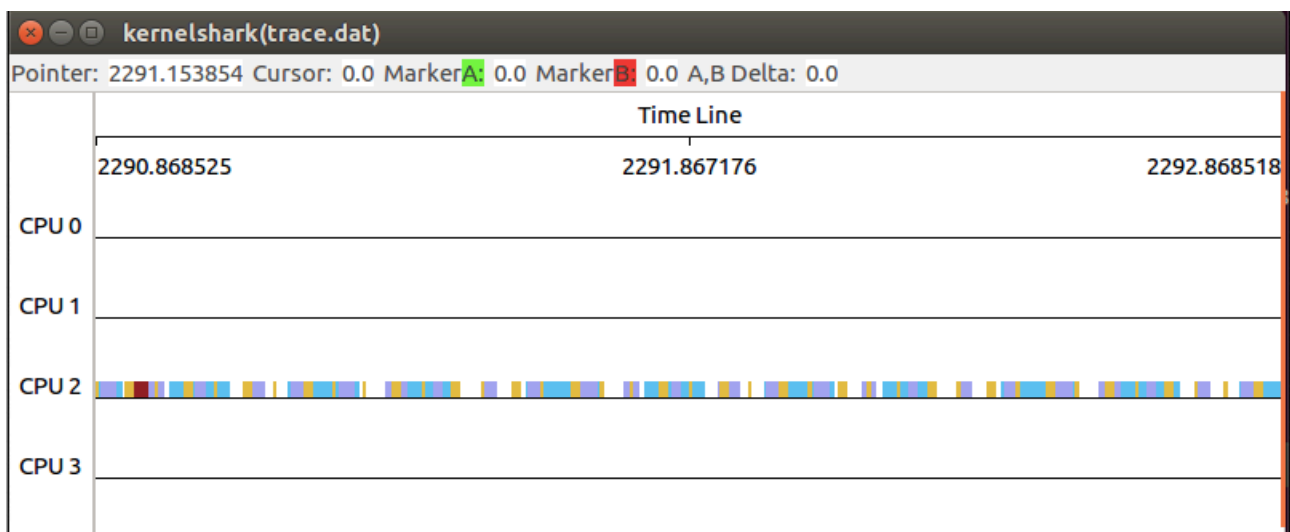 kernelshark(trace.dat)
Pointer: 2291.153854 Cursor: 0.0 MarkerA: 0.0 MarkerB: 0.0 A,B Delta: 0.0
Time Line
2290.868525 2291.867176 2292.868518
CPU 0
CPU 1
CPU 2
CPU 3